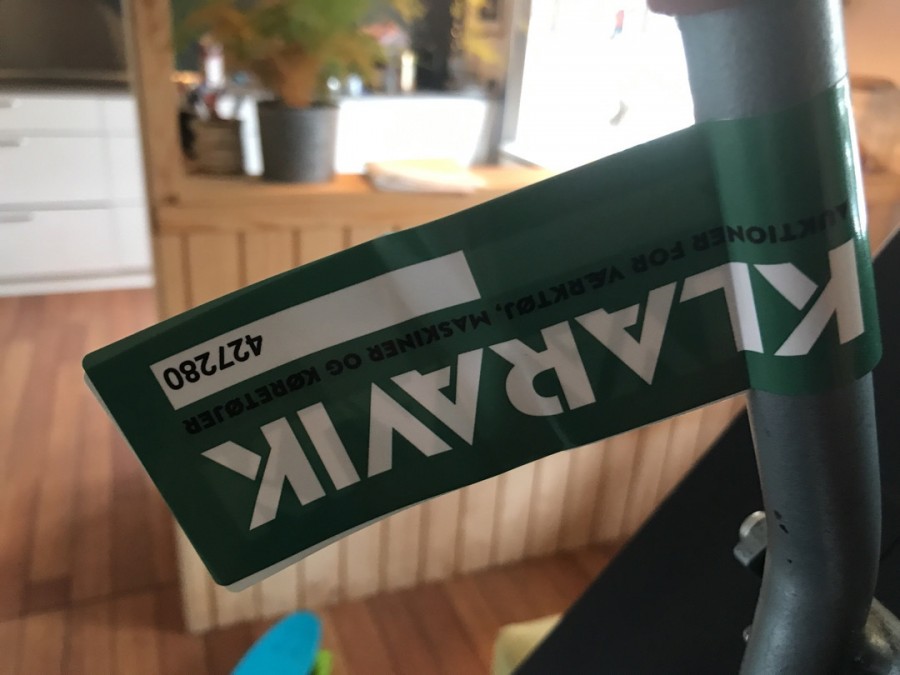 KLARAVIK
AUKTIONER FOR VÆRKTØJ, MASKINER OG KØRETØJER
427280